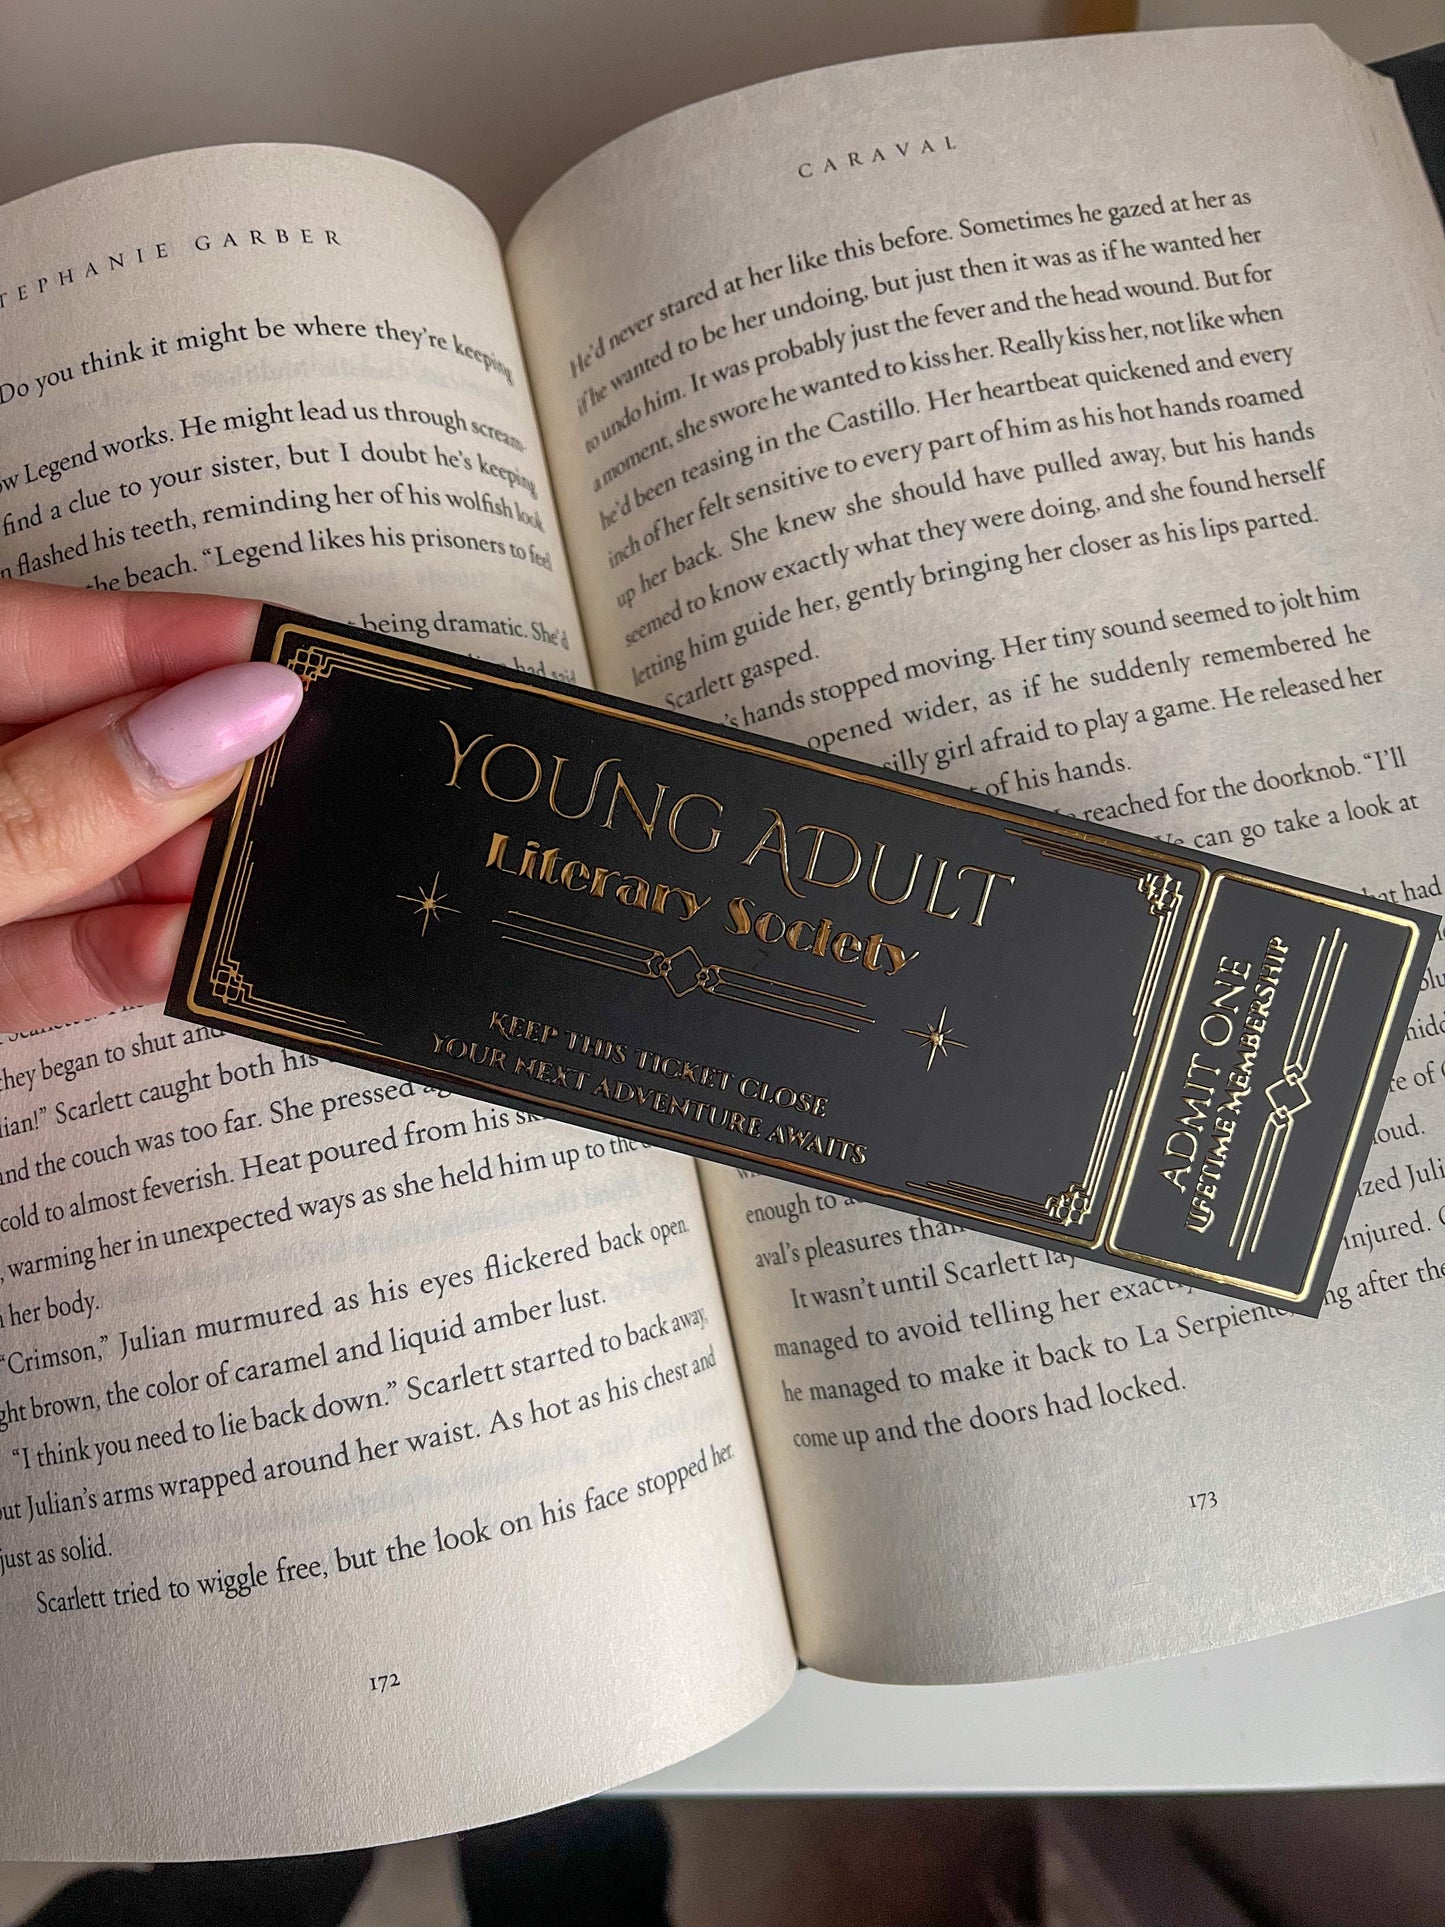 TEPHANIE GARBER
Do you think it might be where they're keeping
ow Legend works. He might lead us through scream-
find a clue to your sister, but I doubt he's keeping
n flashed his teeth, reminding her of his wolfish look
the beach. “Legend likes his prisoners to feel
being dramatic. She'd
had said
they began to shut and
lian!” Scarlett caught both his
and the couch was too far. She pressed
cold to almost feverish. Heat poured from his
, warming her in unexpected ways as she held him up to the
her body.
“Crimson,” Julian murmured as his eyes flickered back open,
ght brown, the color of caramel and liquid amber lust.
“I think you need to lie back down.” Scarlett started to back away,
but Julian's arms wrapped around her waist. As hot as his chest and
just as solid.
Scarlett tried to wiggle free, but the look on his face stopped her.
172
CARAVAL
He'd never stared at her like this before. Sometimes he gazed at her as
if he wanted to be her undoing, but just then it was as if he wanted her
to undo him. It was probably just the fever and the head wound. But for
a moment, she swore he wanted to kiss her. Really kiss her, not like when
he'd been teasing in the Castillo. Her heartbeat quickened and every
inch of her felt sensitive to every part of him as his hot hands roamed
up her back. She knew she should have pulled away, but his hands
seemed to know exactly what they were doing, and she found herself
letting him guide her, gently bringing her closer as his lips parted.
Scarlett gasped.
's hands stopped moving. Her tiny sound seemed to jolt him
opened wider, as if he suddenly remembered he
silly girl afraid to play a game. He released her
of his hands.
reached for the doorknob. “I'll
can go take a look at
hat had
enough to
aval's pleasures than
It wasn't until Scarlett lay
injured.
managed to avoid telling her exactly
ng after the
he managed to make it back to La Serpiente
come up and the doors had locked.
173
YOUNG ADULT
Literary Society
KEEP THIS TICKET CLOSE
YOUR NEXT ADVENTURE AWAITS
ADMIT ONE
LIFETIME MEMBERSHIP